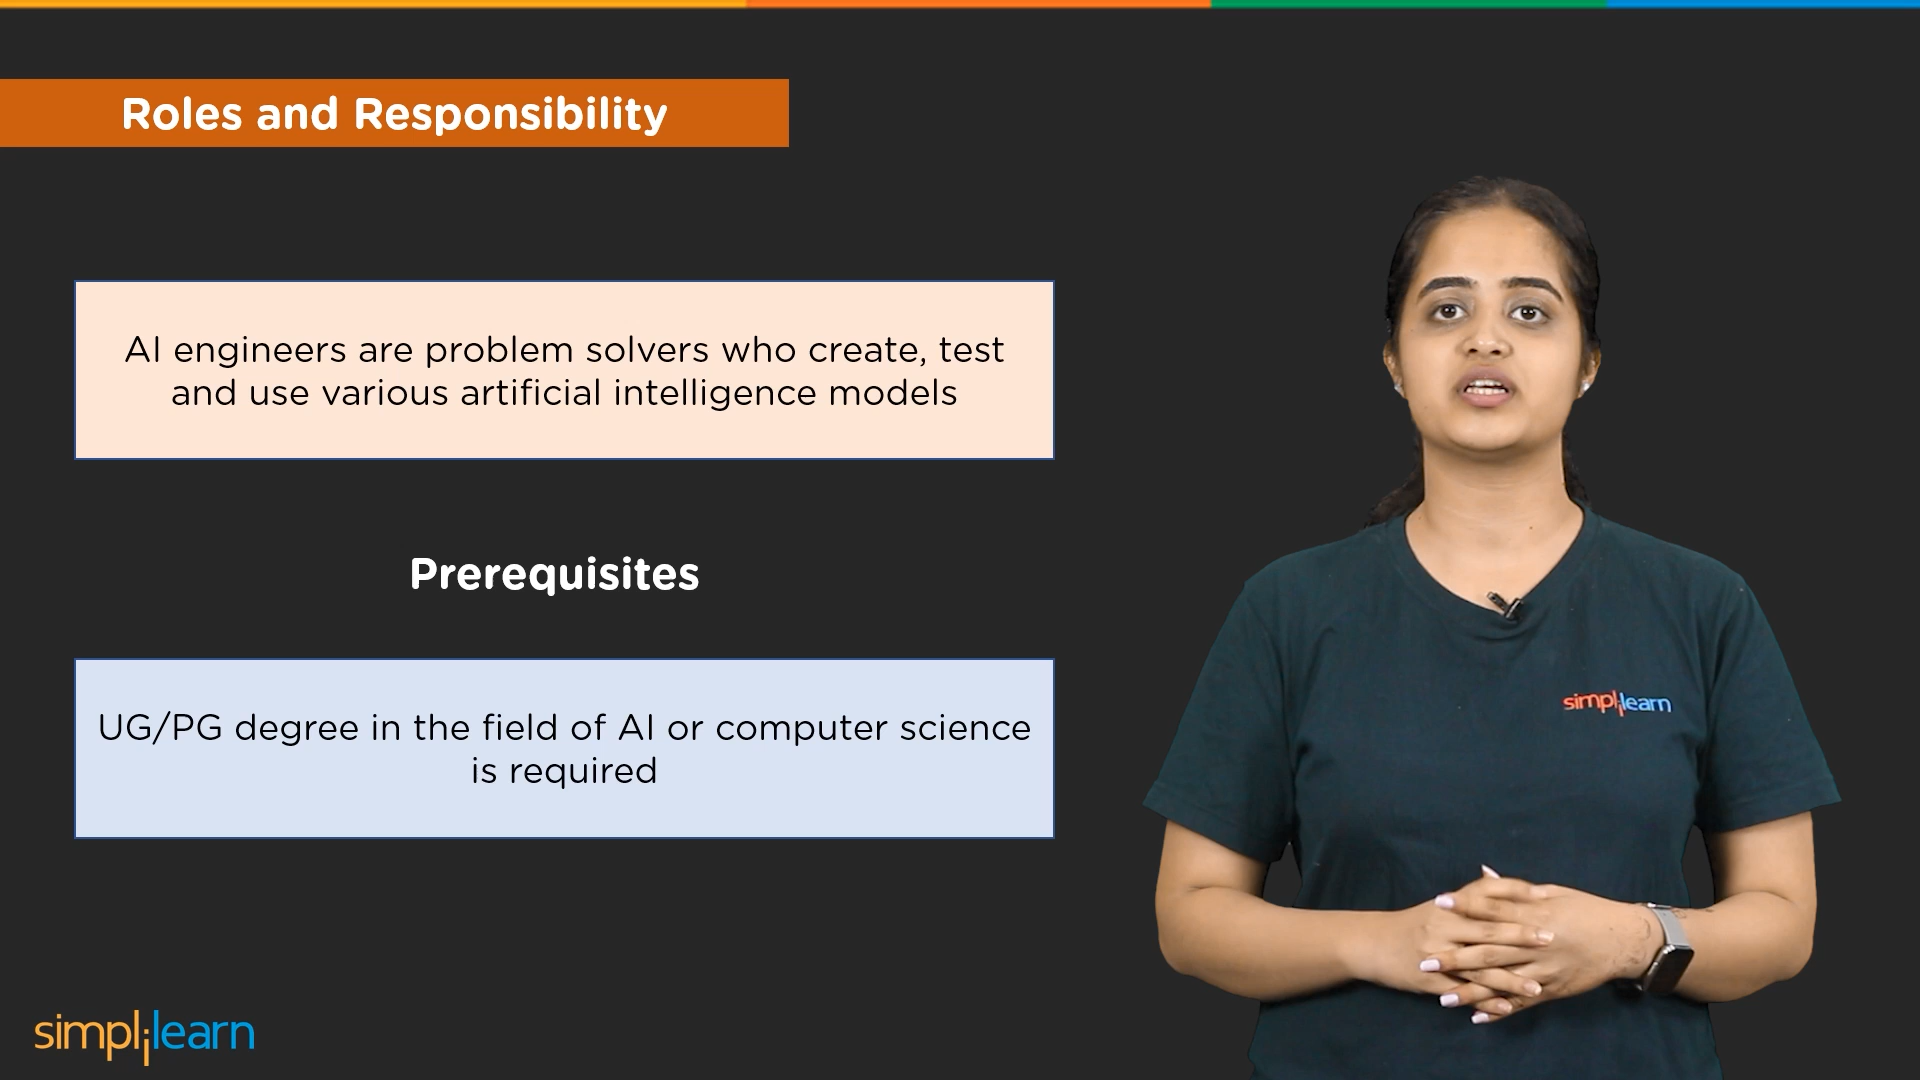 Roles and Responsibility
AI engineers are problem solvers who create, test
and use various artificial intelligence models
Prerequisites
UG/PG degree in the field of AI or computer science
is required
simplilearn
simplilearn